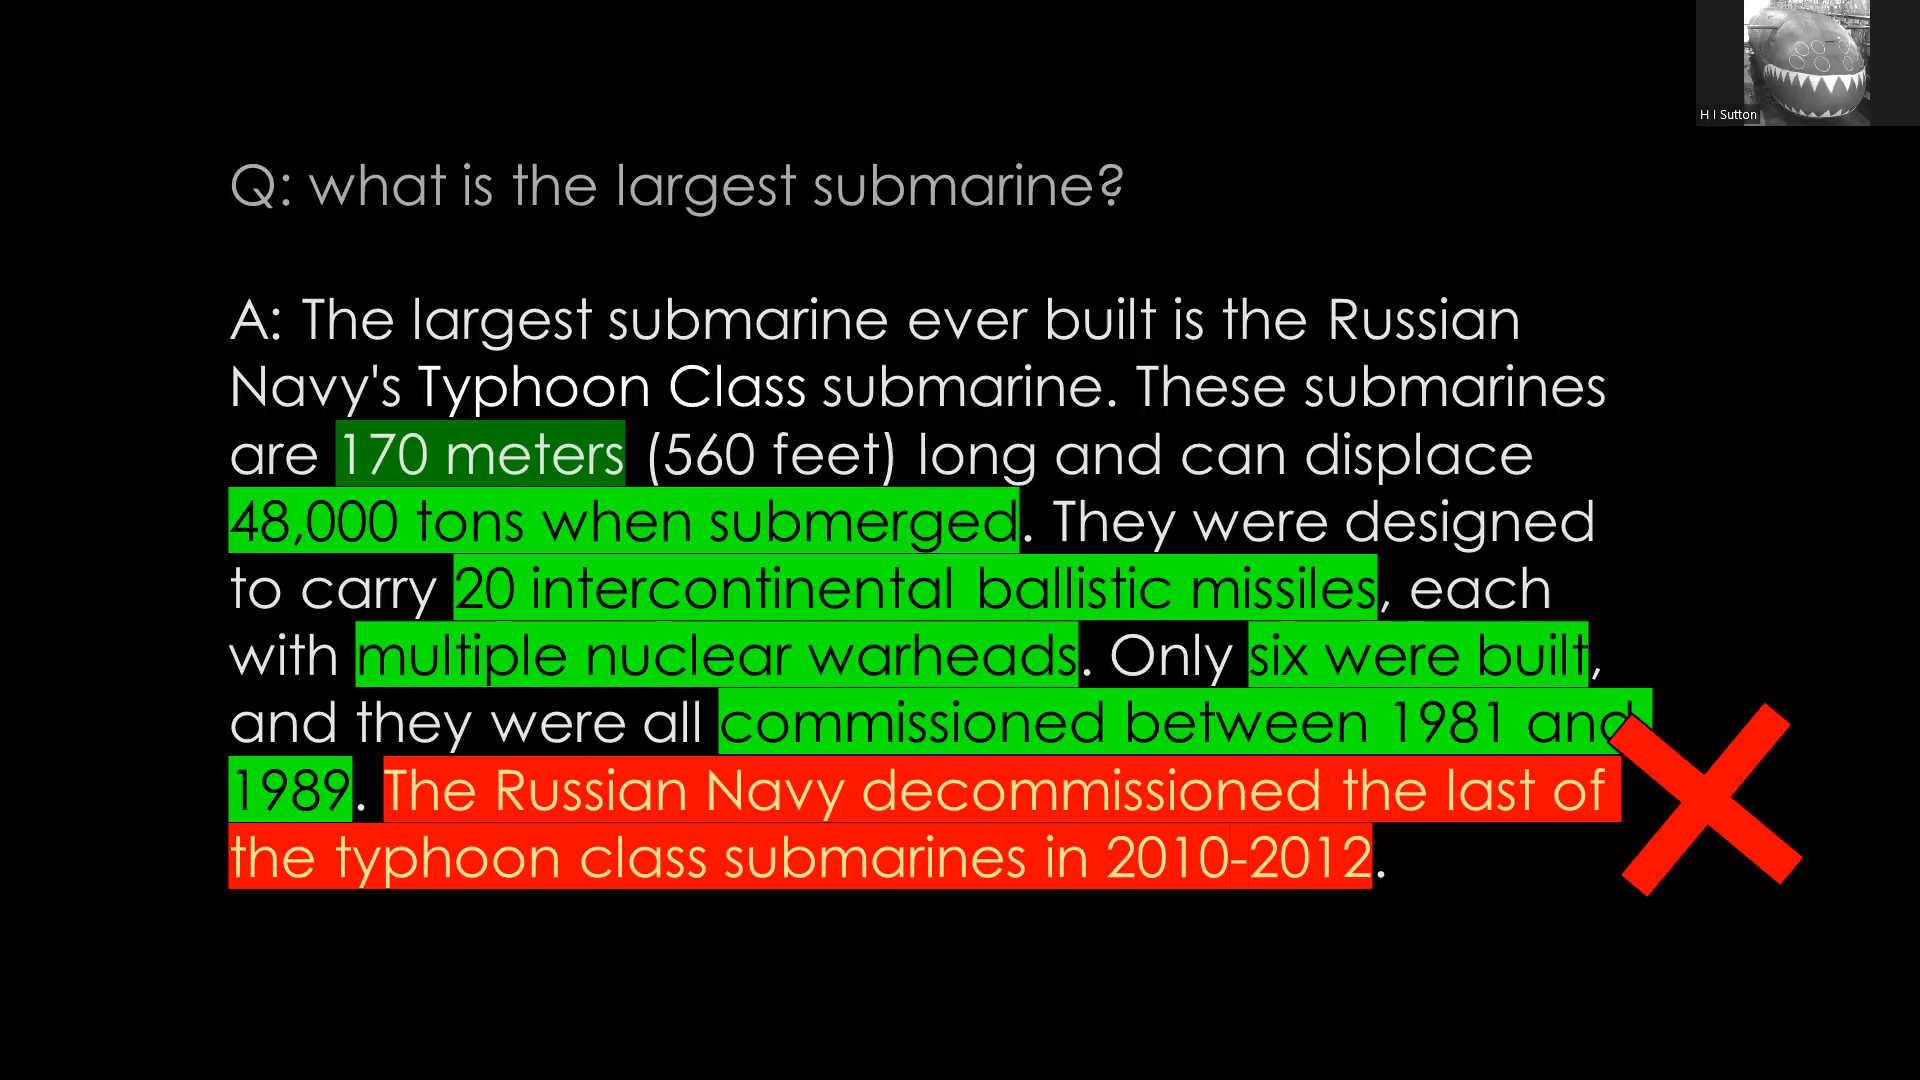 H I Sutton
Q: what is the largest submarine?
A: The largest submarine ever built is the Russian
Navy's Typhoon Class submarine. These submarines
are 170 meters (560 feet) long and can displace
48,000 tons when submerged. They were designed
to carry 20 intercontinental ballistic missiles, each
with multiple nuclear warheads. Only six were built,
and they were all commissioned between 1981 and
1989. The Russian Navy decommissioned the last of
the typhoon class submarines in 2010-2012.